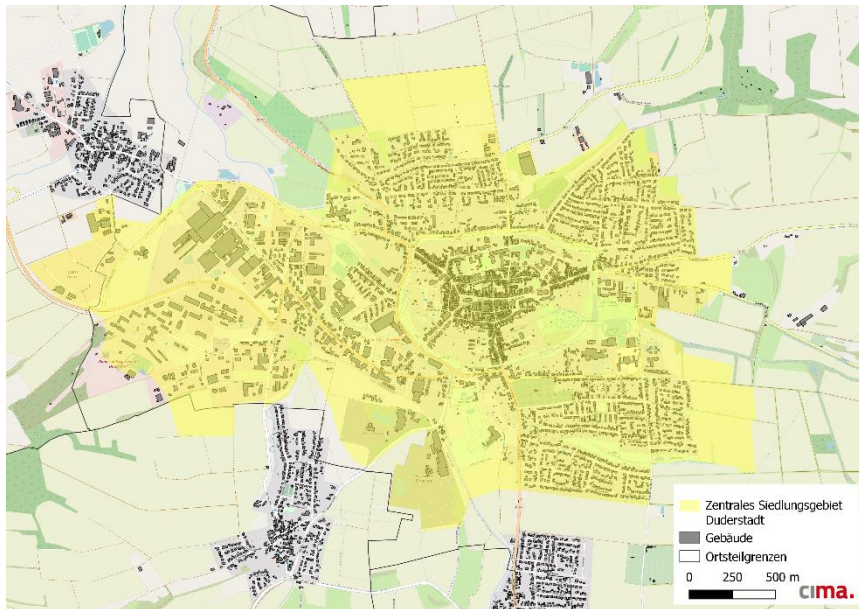 Zentrales Siedlungsgebiet
Duderstadt
Gebäude
Ortsteilgrenzen
0 250 500 m
cima.